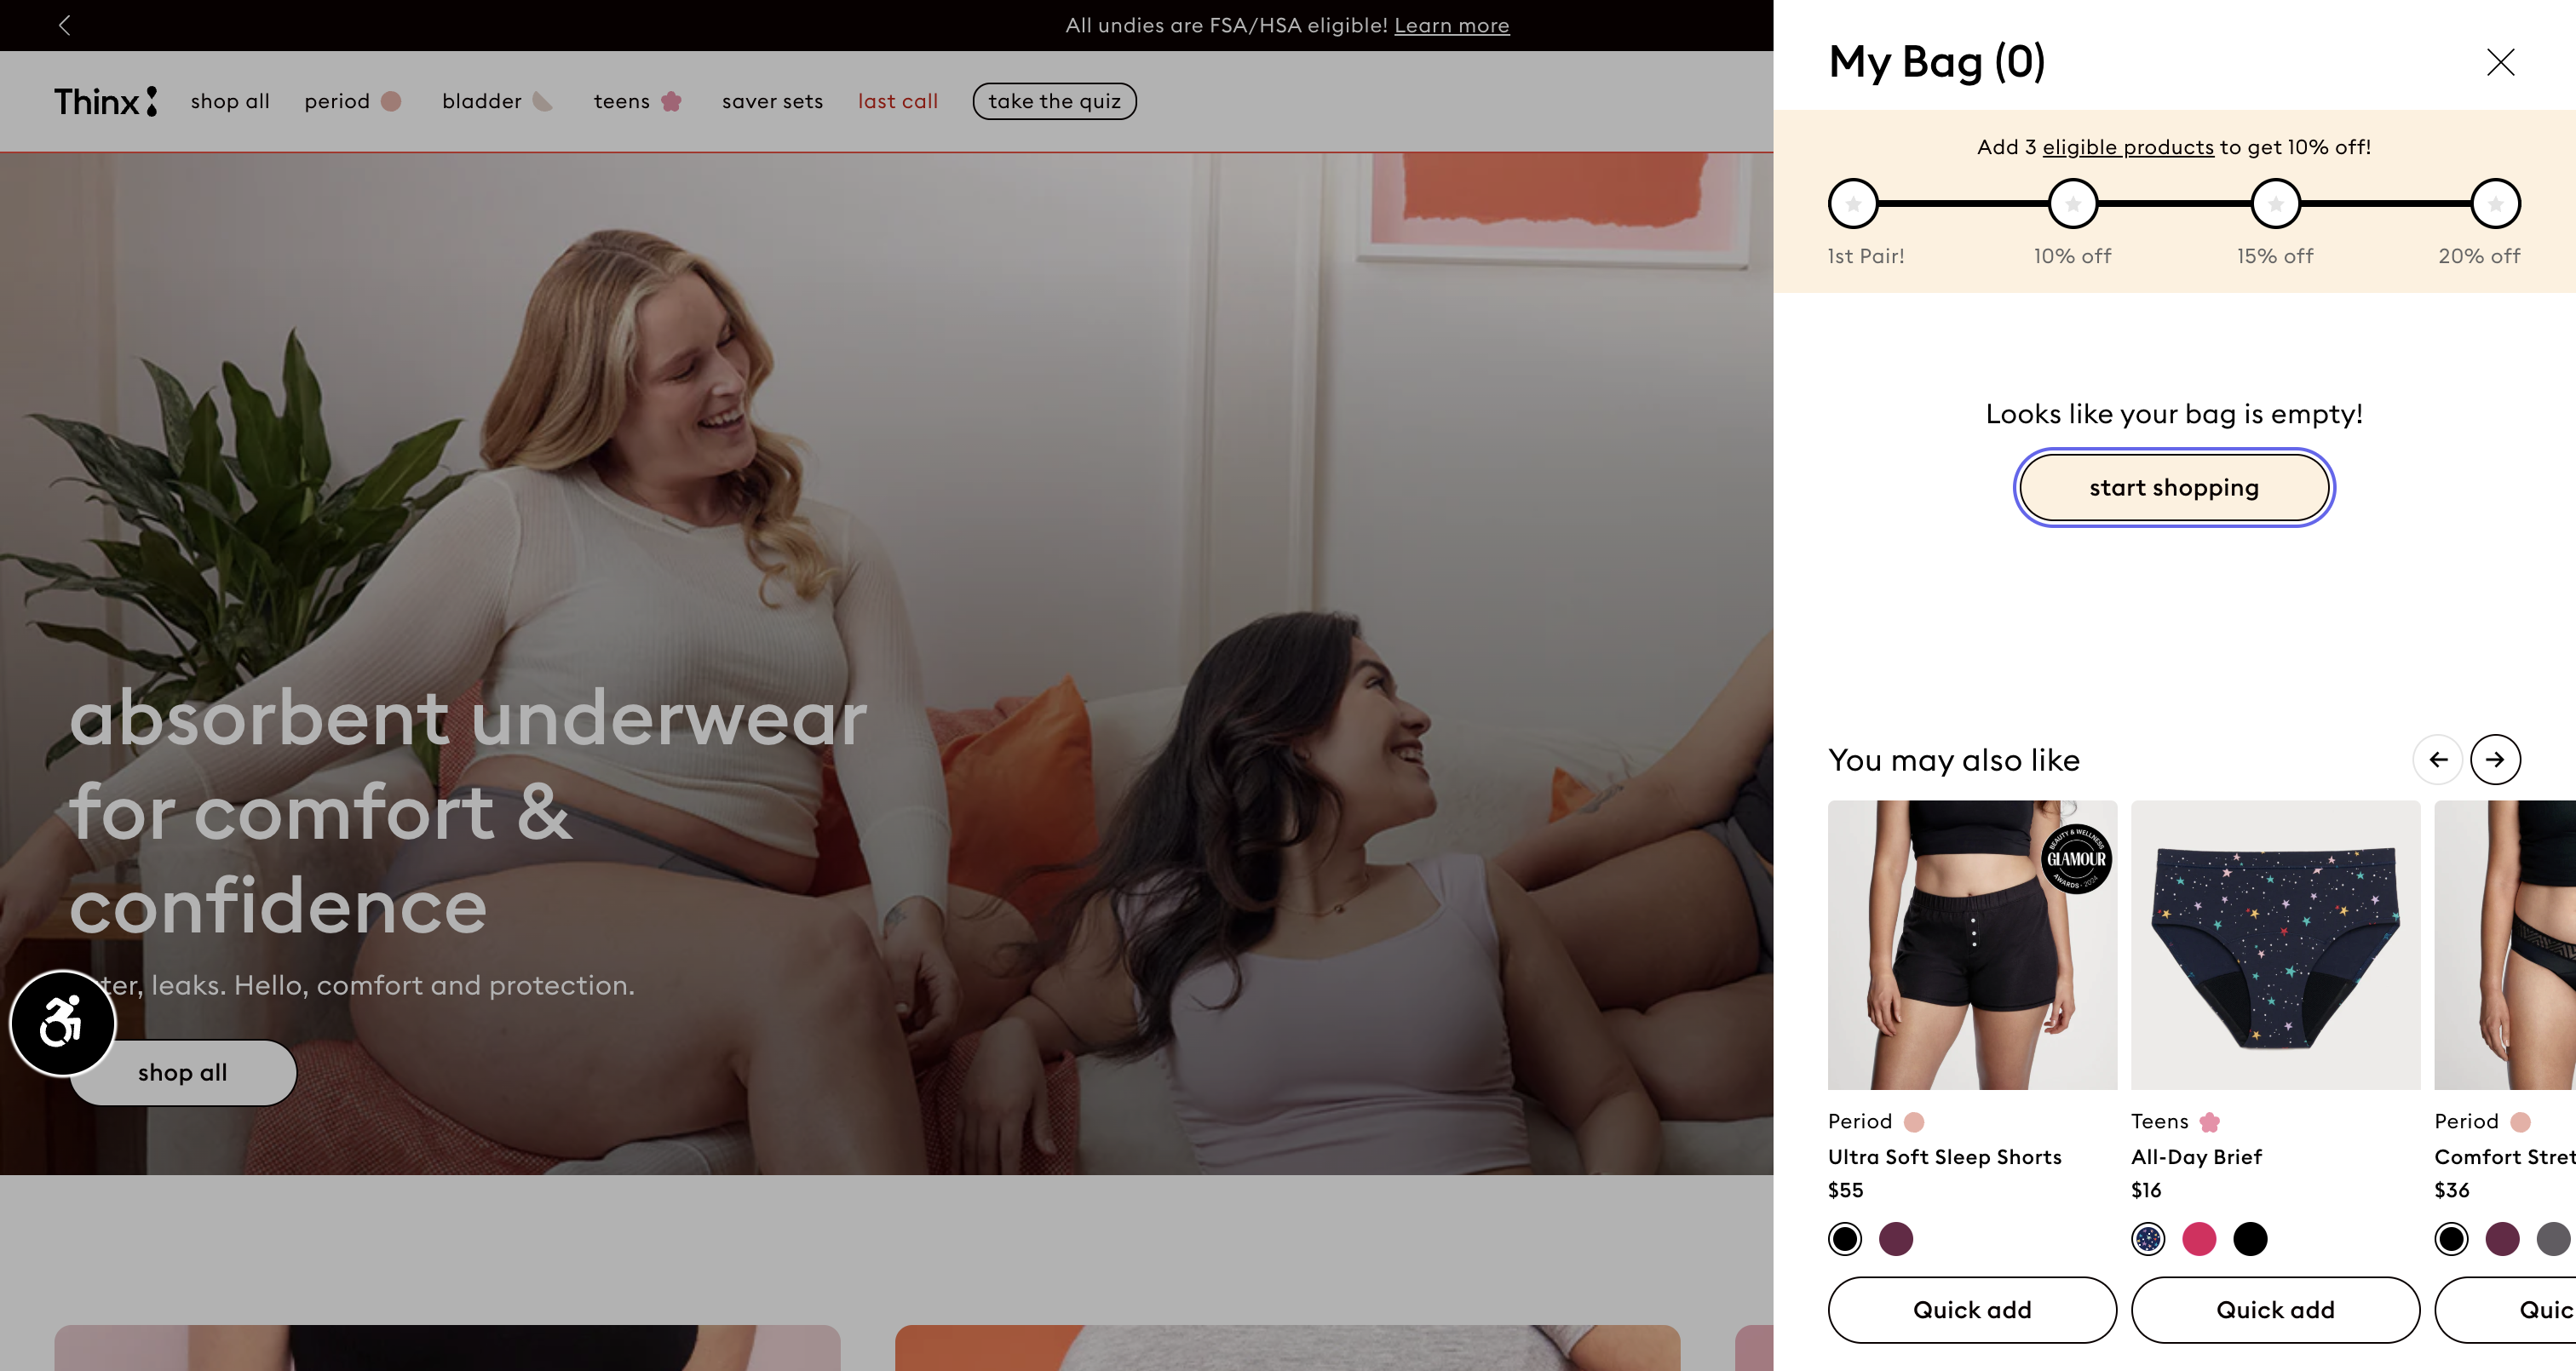 All undies are FSA/HSA eligible! Learn more
Thinx
shop all
period
bladder
teens
saver sets
last call
take the quiz
absorbent underwear
for comfort &
confidence
leaks. Hello, comfort and protection.
shop all
My Bag (0)
Add 3 eligible products to get 10% off!
1st Pair!
10% off
15% off
20% off
Looks like your bag is empty!
start shopping
You may also like
BEAUTY & WELLNESS
GLAMOUR
AWARDS • 2024
Period
Ultra Soft Sleep Shorts
$55
Quick add
Teens
All-Day Brief
$16
Quick add
Period
Comfort Stret
$36
Quic